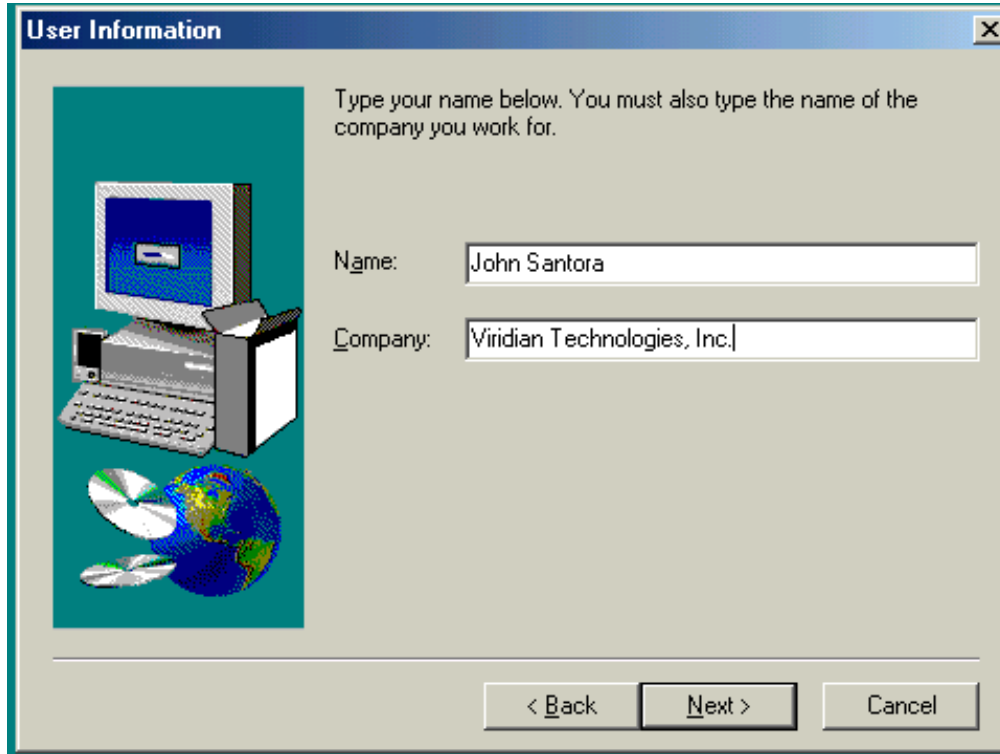 User Information
Type your name below. You must also type the name of the
company you work for.
Name: John Santora
Company: Viridian Technologies, Inc.
< Back Next > Cancel